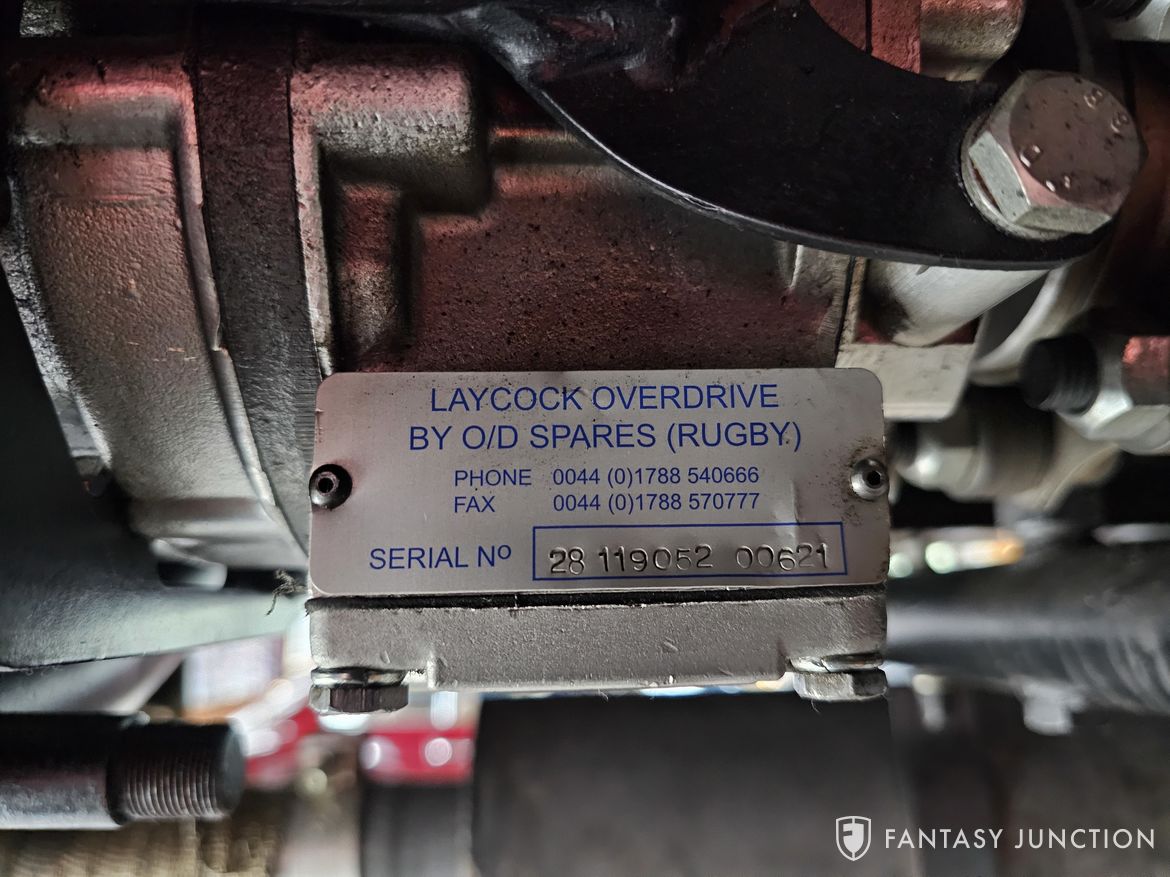 LAYCOCK OVERDRIVE
BY O/D SPARES (RUGBY)
PHONE 0044 (0)1788 540666
FAX 0044 (0)1788 570777
SERIAL Nº 28 119052 00621
FANTASY JUNCTION